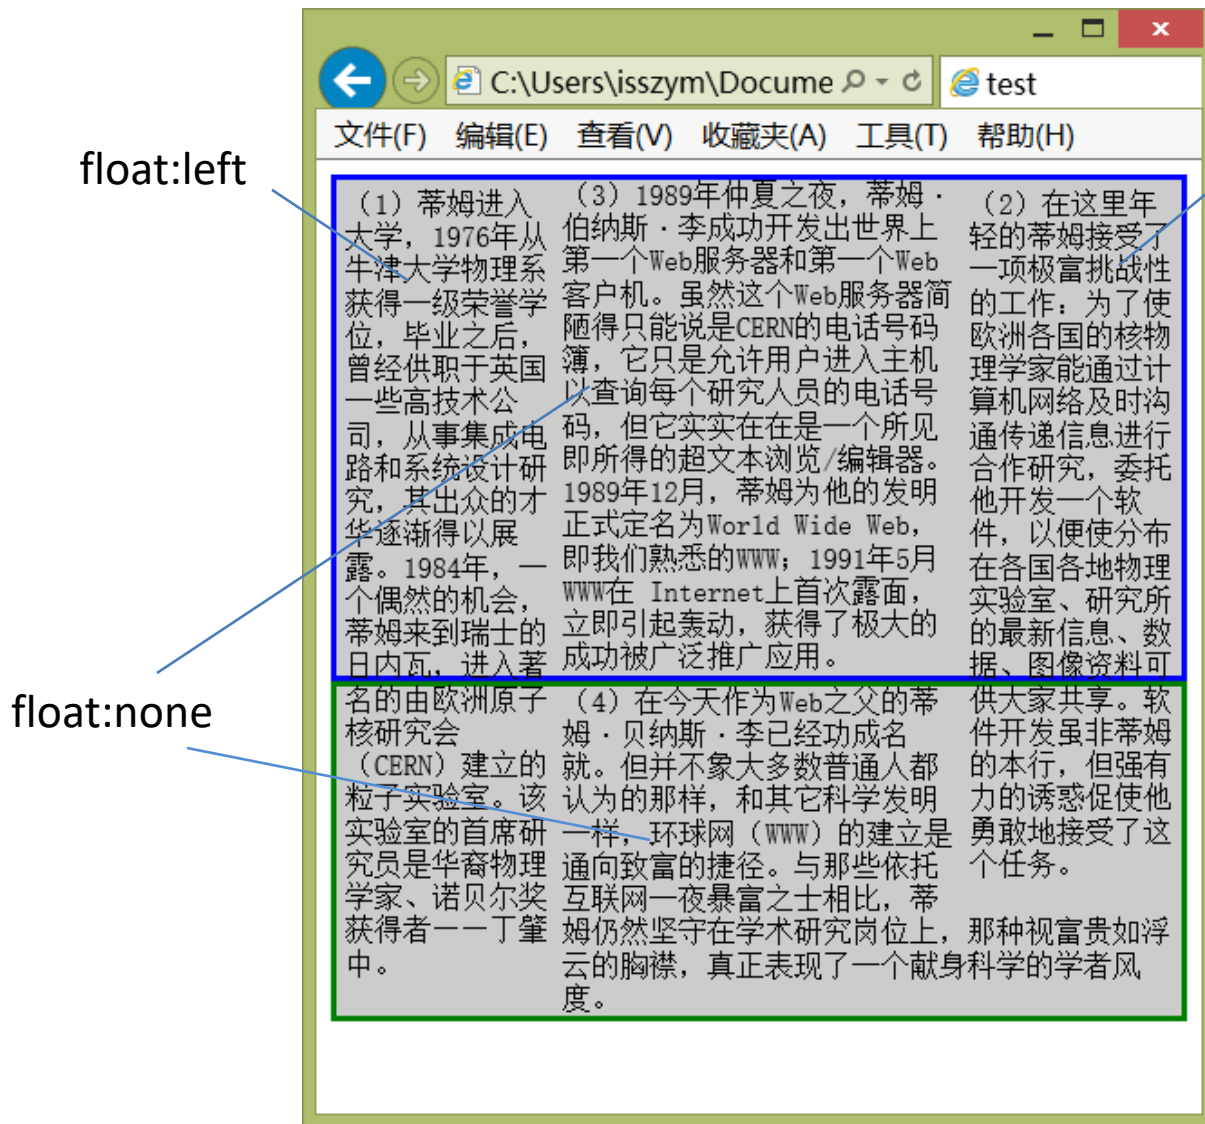 C:\Users\isszym\Docume
test
文件(F) 编辑(E) 查看(V) 收藏夹(A) 工具(T) 帮助(H)
float:left
（1）蒂姆进入
大学，1976年从
牛津大学物理系
获得一级荣誉学
位，毕业之后，
曾经供职于英国
一些高技术公
司，从事集成电
路和系统设计研
究，其出众的才
华逐渐得以展
露。1984年，一
个偶然的机会，
蒂姆来到瑞士的
日内瓦，进入著
名的由欧洲原子
核研究会
（CERN）建立的
粒子实验室。该
实验室的首席研
究员是华裔物理
学家、诺贝尔奖
获得者——丁肇
中。
（3）1989年仲夏之夜，蒂姆·
伯纳斯·李成功开发出世界上
第一个Web服务器和第一个Web
客户机。虽然这个Web服务器简
陋得只能说是CERN的电话号码
簿，它只是允许用户进入主机
以查询每个研究人员的电话号
码，但它实实在在是一个所见
即所得的超文本浏览/编辑器。
1989年12月，蒂姆为他的发明
正式定名为World Wide Web，
即我们熟悉的WWW；1991年5月
WWW在 Internet上首次露面，
立即引起轰动，获得了极大的
成功被广泛推广应用。
（2）在这里年
轻的蒂姆接受了
一项极富挑战性
的工作：为了使
欧洲各国的核物
理学家能通过计
算机网络及时沟
通传递信息进行
合作研究，委托
他开发一个软
件，以便使分布
在各国各地物理
实验室、研究所
的最新信息、数
据、图像资料可
供大家共享。软
件开发虽非蒂姆
的本行，但强有
力的诱惑促使他
勇敢地接受了这
个任务。
float:none
（4）在今天作为Web之父的蒂
姆·贝纳斯·李已经功成名
就。但并不象大多数普通人都
认为的那样，和其它科学发明
一样，环球网（WWW）的建立是
通向致富的捷径。与那些依托
互联网一夜暴富之士相比，蒂
姆仍然坚守在学术研究岗位上，那种视富贵如浮
云的胸襟，真正表现了一个献身科学的学者风
度。